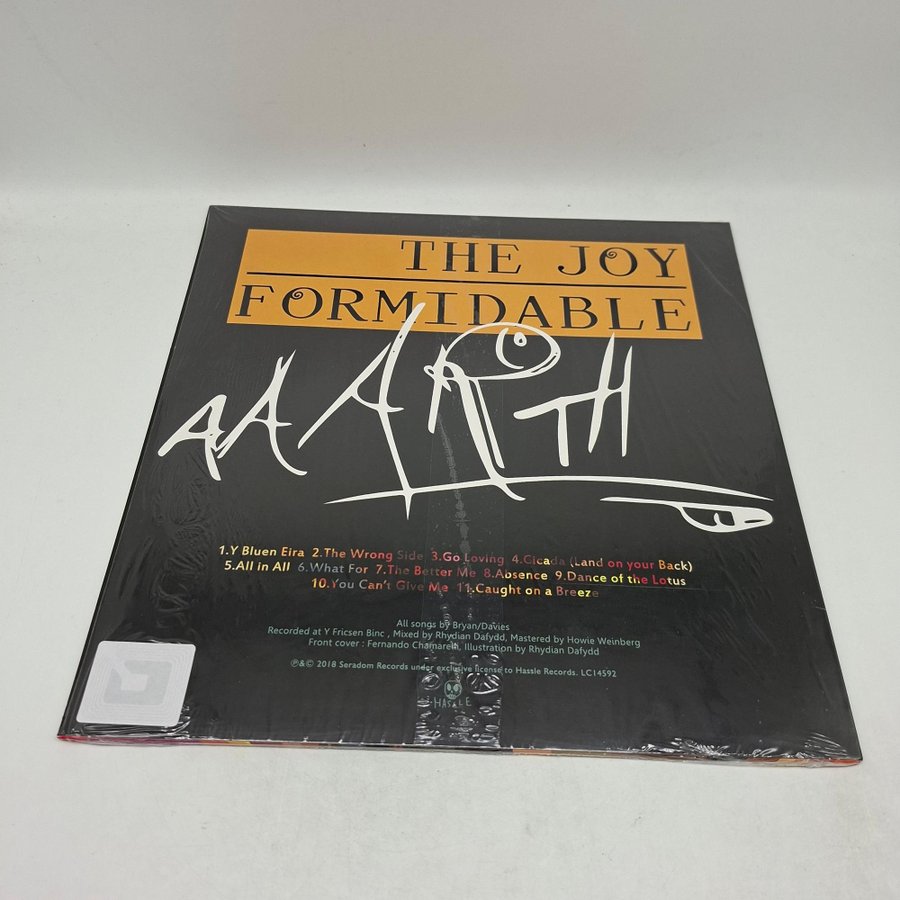 THE JOY
FORMIDABLE
AAARTH
1.Y Bluen Eira 2.The Wrong Side 3.Go Loving 4.Cicada (Land on your Back)
5.All in All 6.What For 7.The Better Me 8.Absence 9.Dance of the Lotus
10.You Can't Give Me 11.Caught on a Breeze
All songs by Bryan/Davies
Recorded at Y Fricsen Binc , Mixed by Rhydian Dafydd, Mastered by Howie Weinberg
Front cover : Fernando Chamarelli, Illustration by Rhydian Dafydd
℗&© 2018 Seradom Records under exclusive license to Hassle Records. LC14592
HASSLE